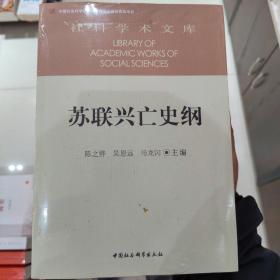 "社科学术"文库
LIBRARY OF
ACADEMIC WORKS OF
SOCIAL SCIENCES
苏联兴亡史纲
陈之骅 吴恩远 马龙闪 主编
中国社会科学出版社